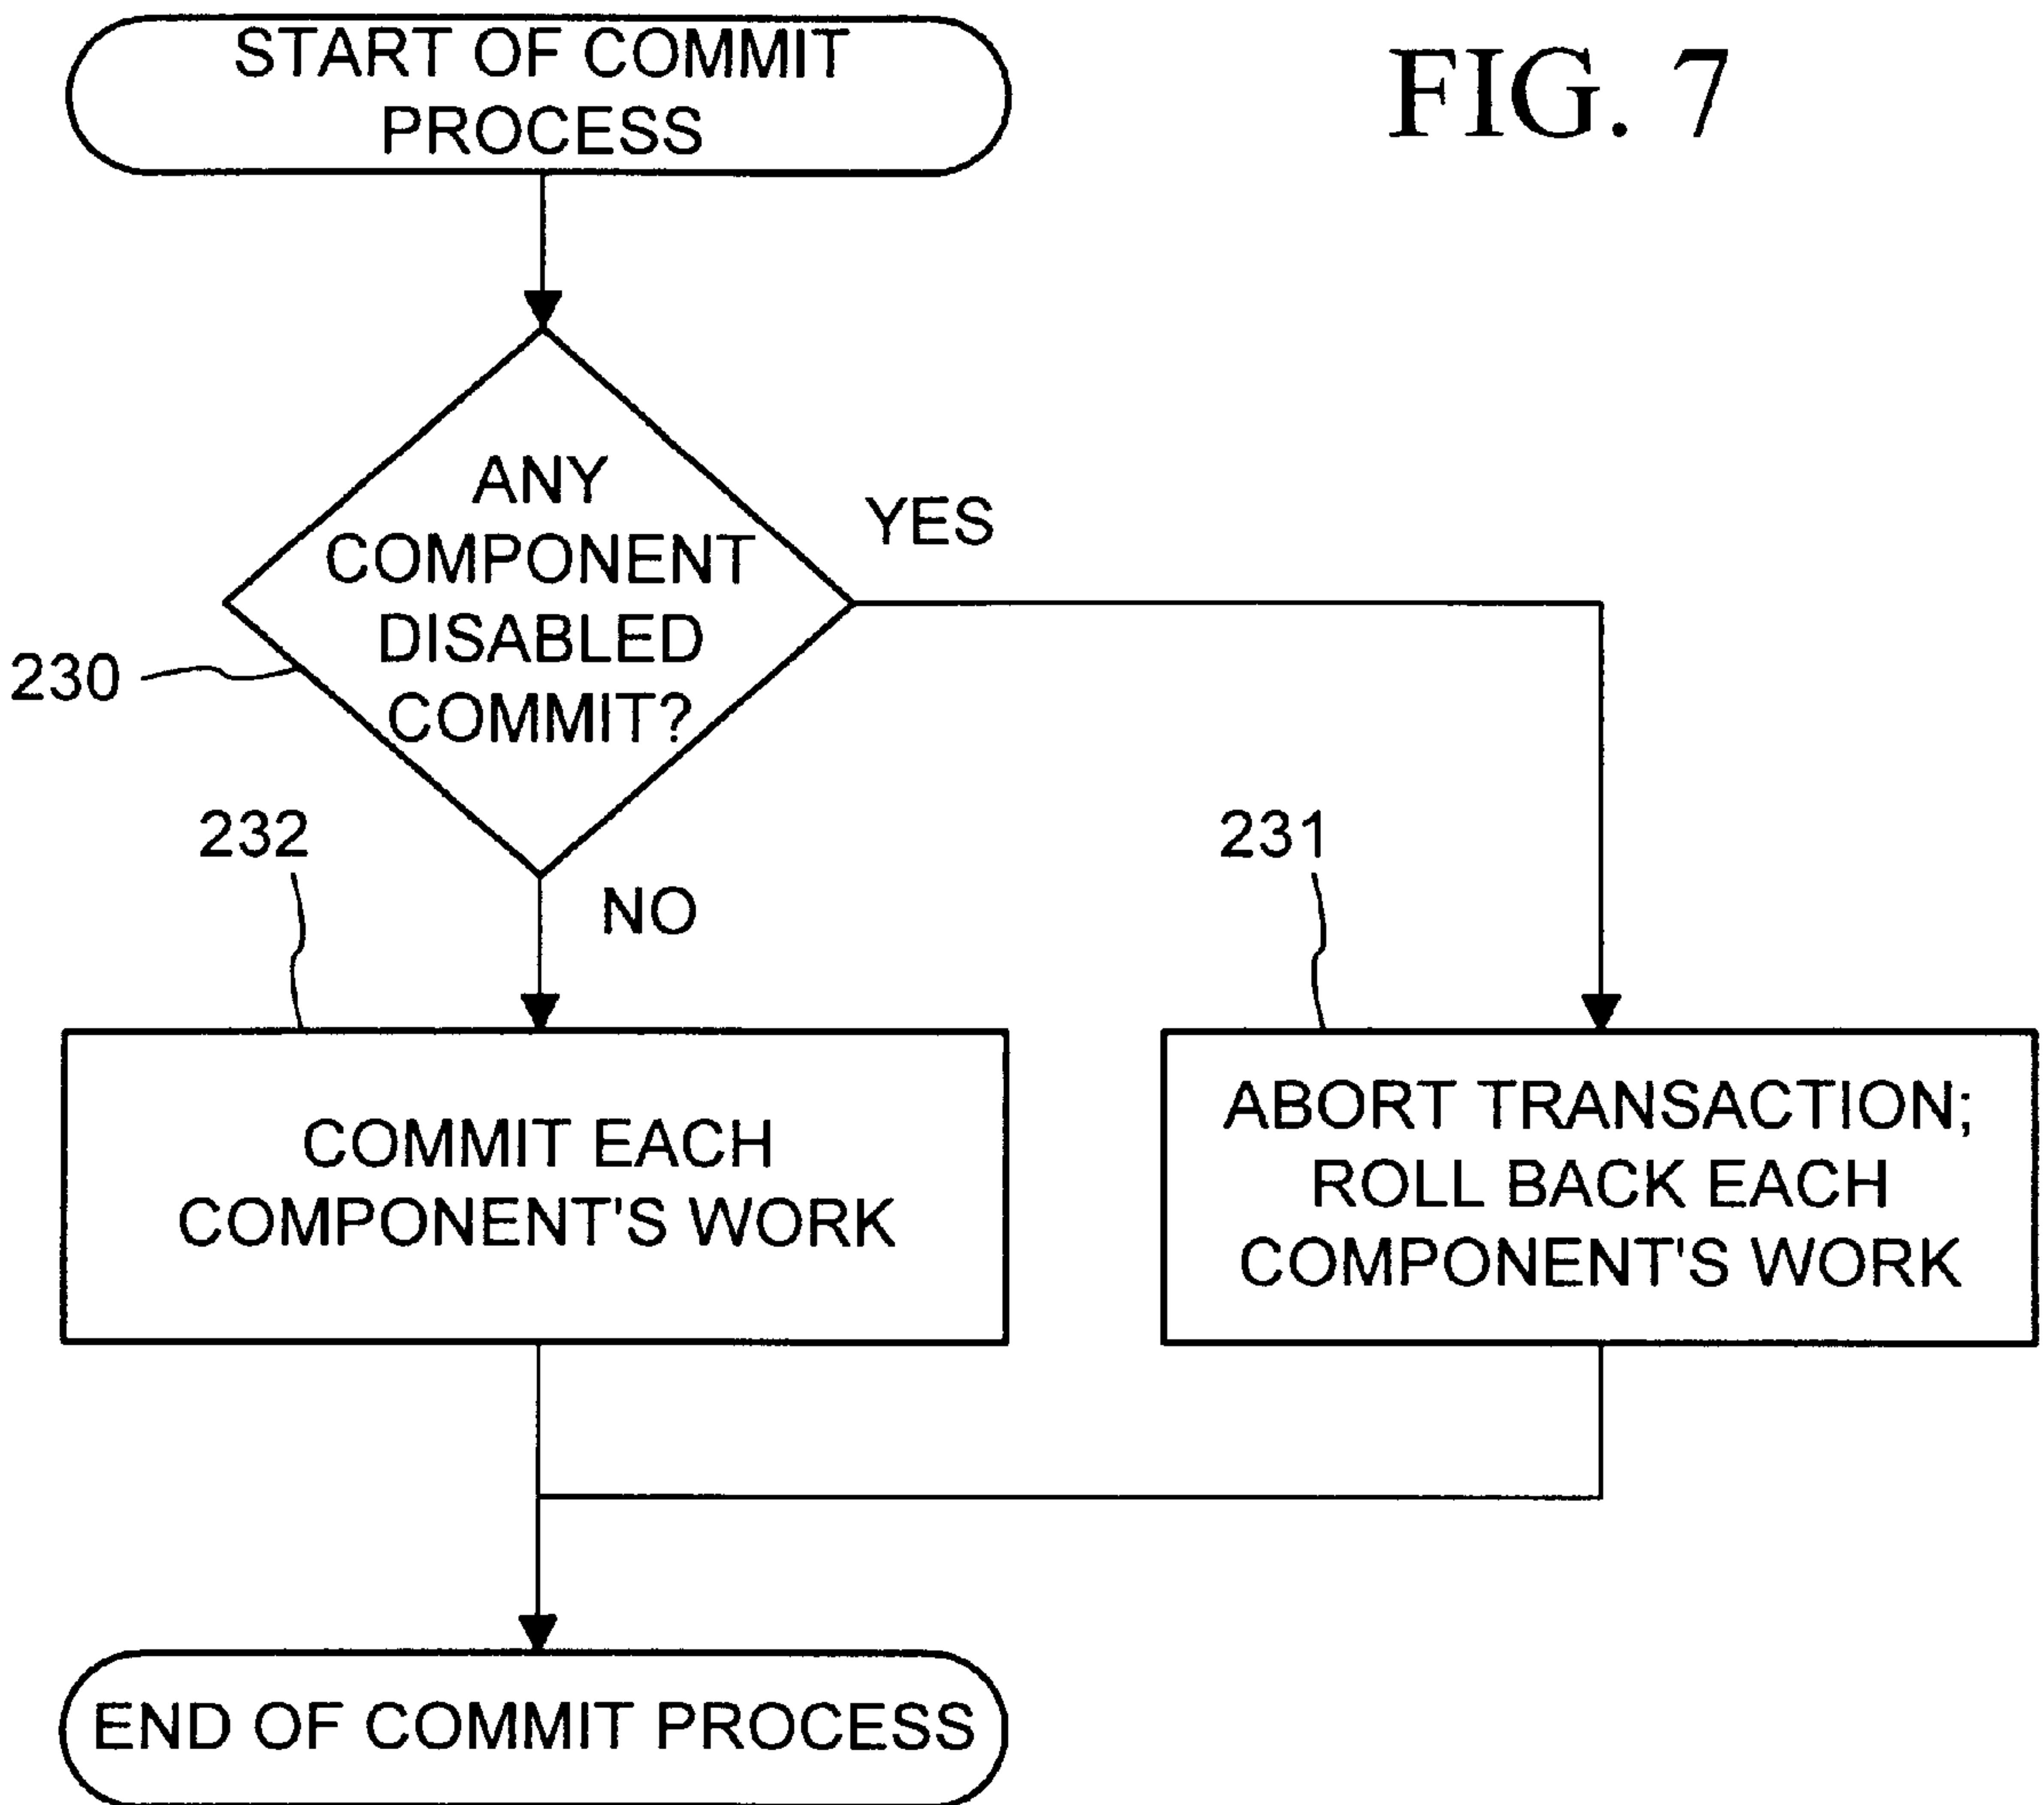 START OF COMMIT
PROCESS
FIG. 7
ANY
COMPONENT
DISABLED
COMMIT?
YES
230
232
NO
231
COMMIT EACH
COMPONENT'S WORK
ABORT TRANSACTION;
ROLL BACK EACH
COMPONENT'S WORK
END OF COMMIT PROCESS